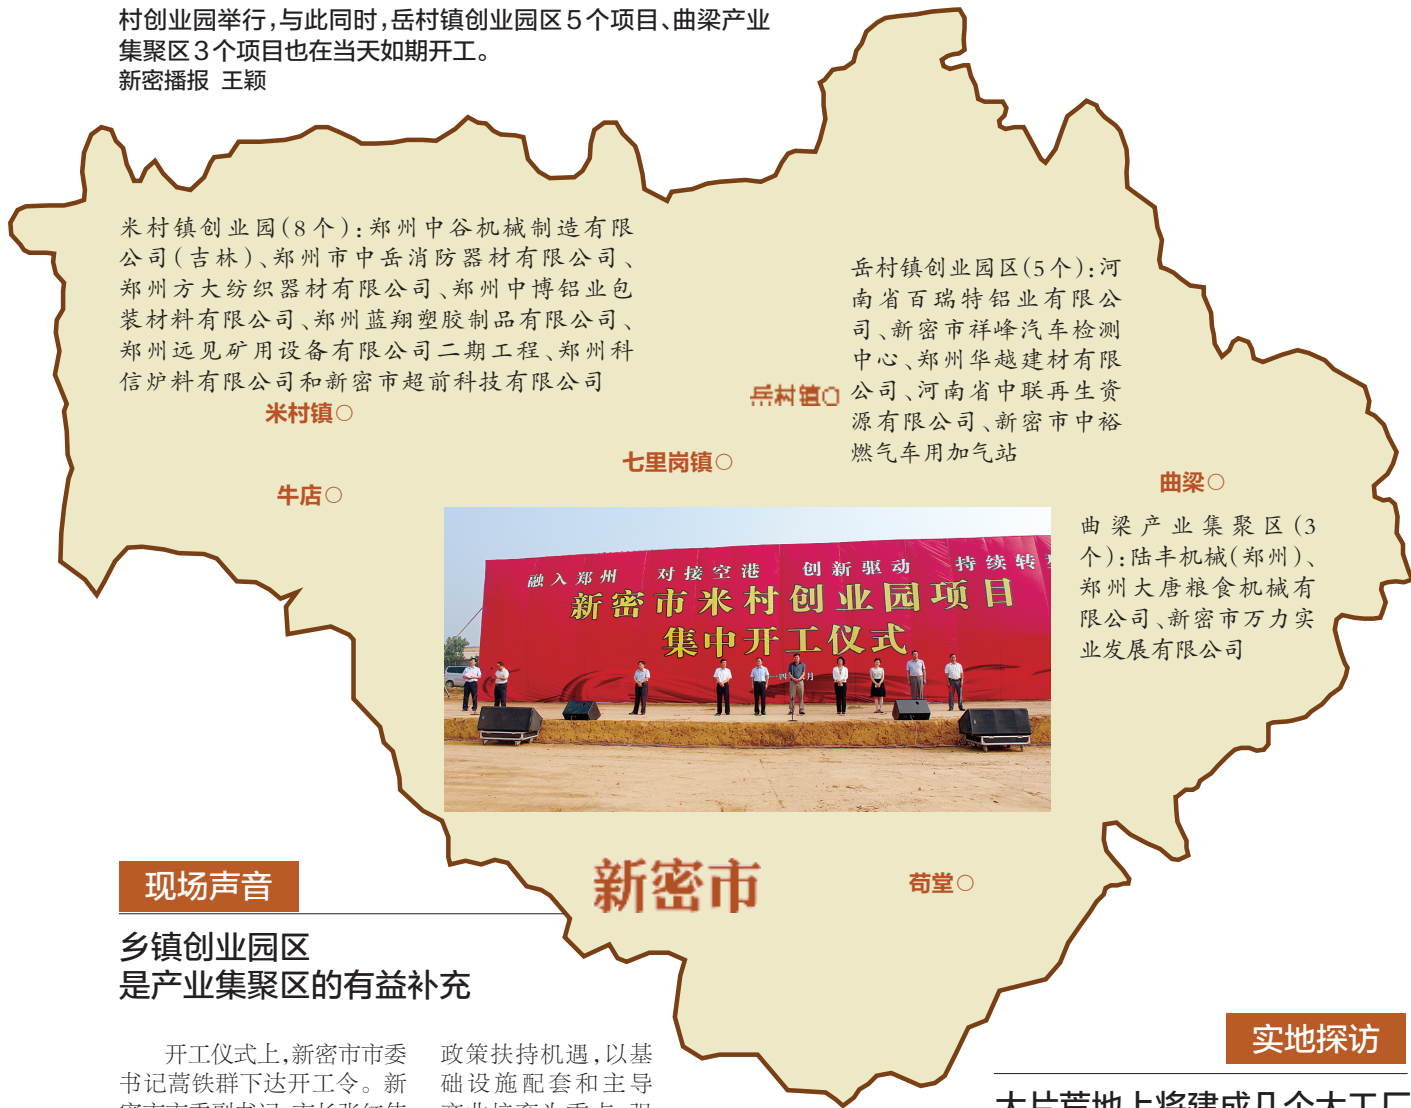 村创业园举行,与此同时,岳村镇创业园区5个项目、曲梁产业
集聚区3个项目也在当天如期开工。
新密播报 王颖
米村镇创业园(8个):郑州中谷机械制造有限
公司(吉林)、郑州市中岳消防器材有限公司、
郑州方大纺织器材有限公司、郑州中博铝业包
装材料有限公司、郑州蓝翔塑胶制品有限公司、
郑州远见矿用设备有限公司二期工程、郑州科
信炉料有限公司和新密市超前科技有限公司
米村镇
岳村镇创业园区(5个):河
南省百瑞特铝业有限公
司、新密市祥峰汽车检测
中心、郑州华越建材有限
公司、河南省中联再生资
源有限公司、新密市中裕
燃气车用加气站
岳村镇
七里岗镇
牛店
曲梁
曲梁产业集聚区(3
个):陆丰机械(郑州)、
郑州大唐粮食机械有
限公司、新密市万力实
业发展有限公司
融入郑州 对接空港 创新驱动 持续转
新密市米村创业园项目
集中开工仪式
新密市
苟堂
现场声音
乡镇创业园区
是产业集聚区的有益补充
开工仪式上,新密市市委
书记蒿铁群下达开工令。新
政策扶持机遇,以基
础设施配套和主导
实地探访
大片荒地上将建成几个大工厂